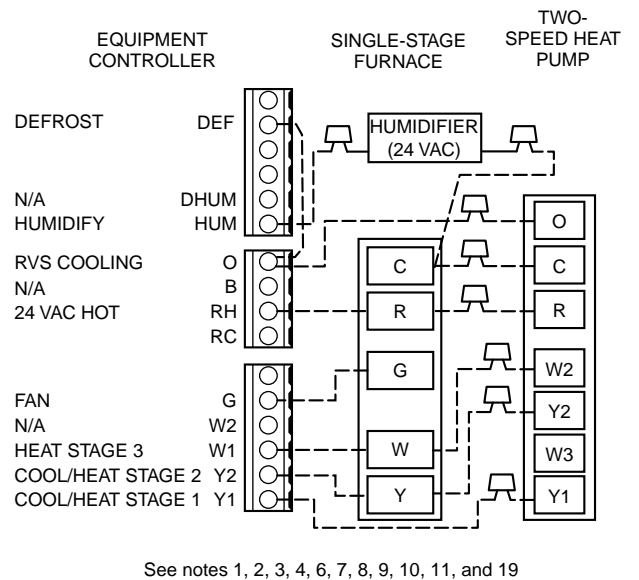 EQUIPMENT
CONTROLLER
SINGLE-STAGE
FURNACE
TWO-
SPEED HEAT
PUMP
DEFROST DEF
HUMIDIFIER
(24 VAC)
N/A DHUM
HUMIDIFY HUM
O
RVS COOLING O
C C
N/A B
24 VAC HOT RH
R R
RC
G
W2
FAN G
Y2
N/A W2
HEAT STAGE 3 W1
W W3
COOL/HEAT STAGE 2 Y2
COOL/HEAT STAGE 1 Y1
Y Y1
See notes 1, 2, 3, 4, 6, 7, 8, 9, 10, 11, and 19